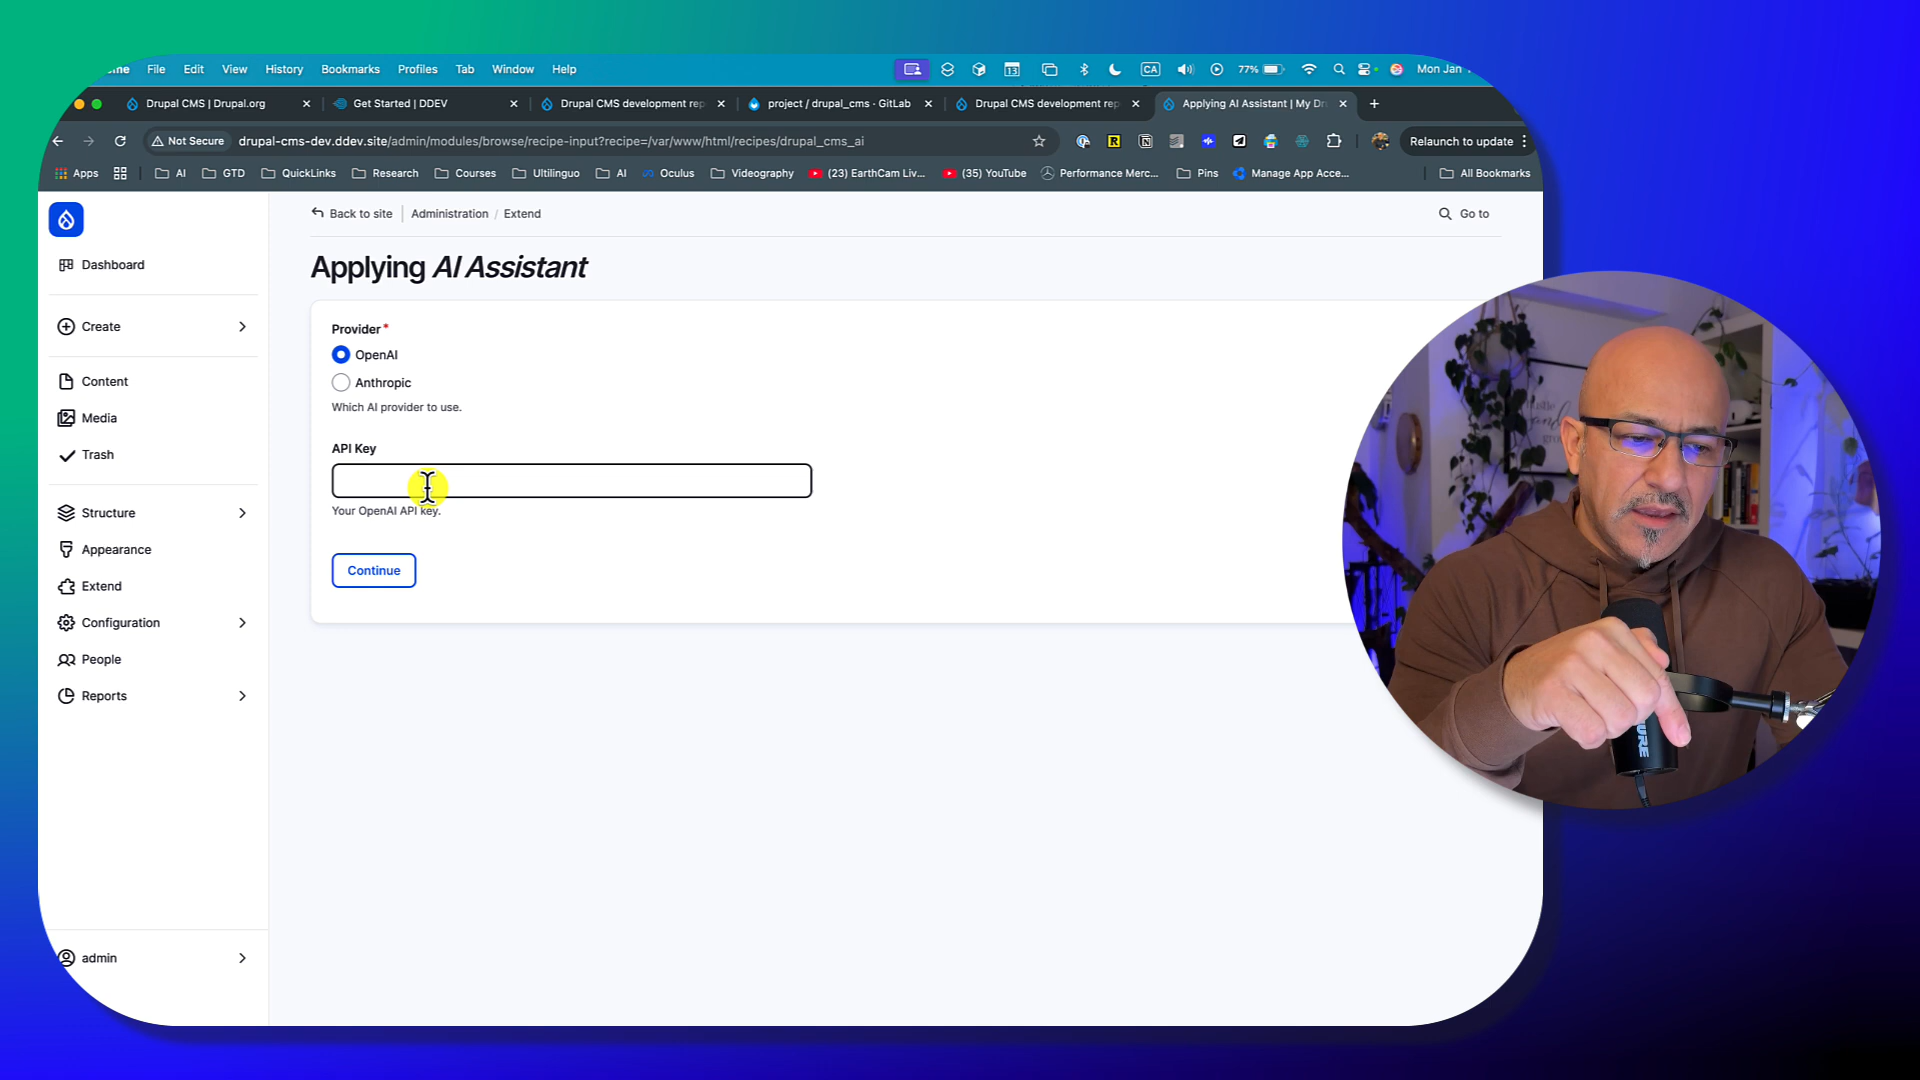 File Edit View History Bookmarks Profiles Tab Window Help
13 CA 77% Mon Jan
Drupal CMS | Drupal.org
Get Started | DDEV
Drupal CMS development rep
project / drupal_cms · GitLab
Drupal CMS development rep
Applying AI Assistant | My Dr
Not Secure drupal-cms-dev.ddev.site/admin/modules/browse/recipe-input?recipe=/var/www/html/recipes/drupal_cms_ai
Relaunch to update
Apps AI GTD QuickLinks Research Courses Ultilinguo AI Oculus Videography (23) EarthCam Liv... (35) YouTube Performance Merc... Pins Manage App Acce... All Bookmarks
Back to site Administration / Extend
Go to
Dashboard
Create
Content
Media
Trash
Structure
Appearance
Extend
Configuration
People
Reports
admin
Applying AI Assistant
Provider*
OpenAI
Anthropic
Which AI provider to use.
API Key
Your OpenAI API key.
Continue